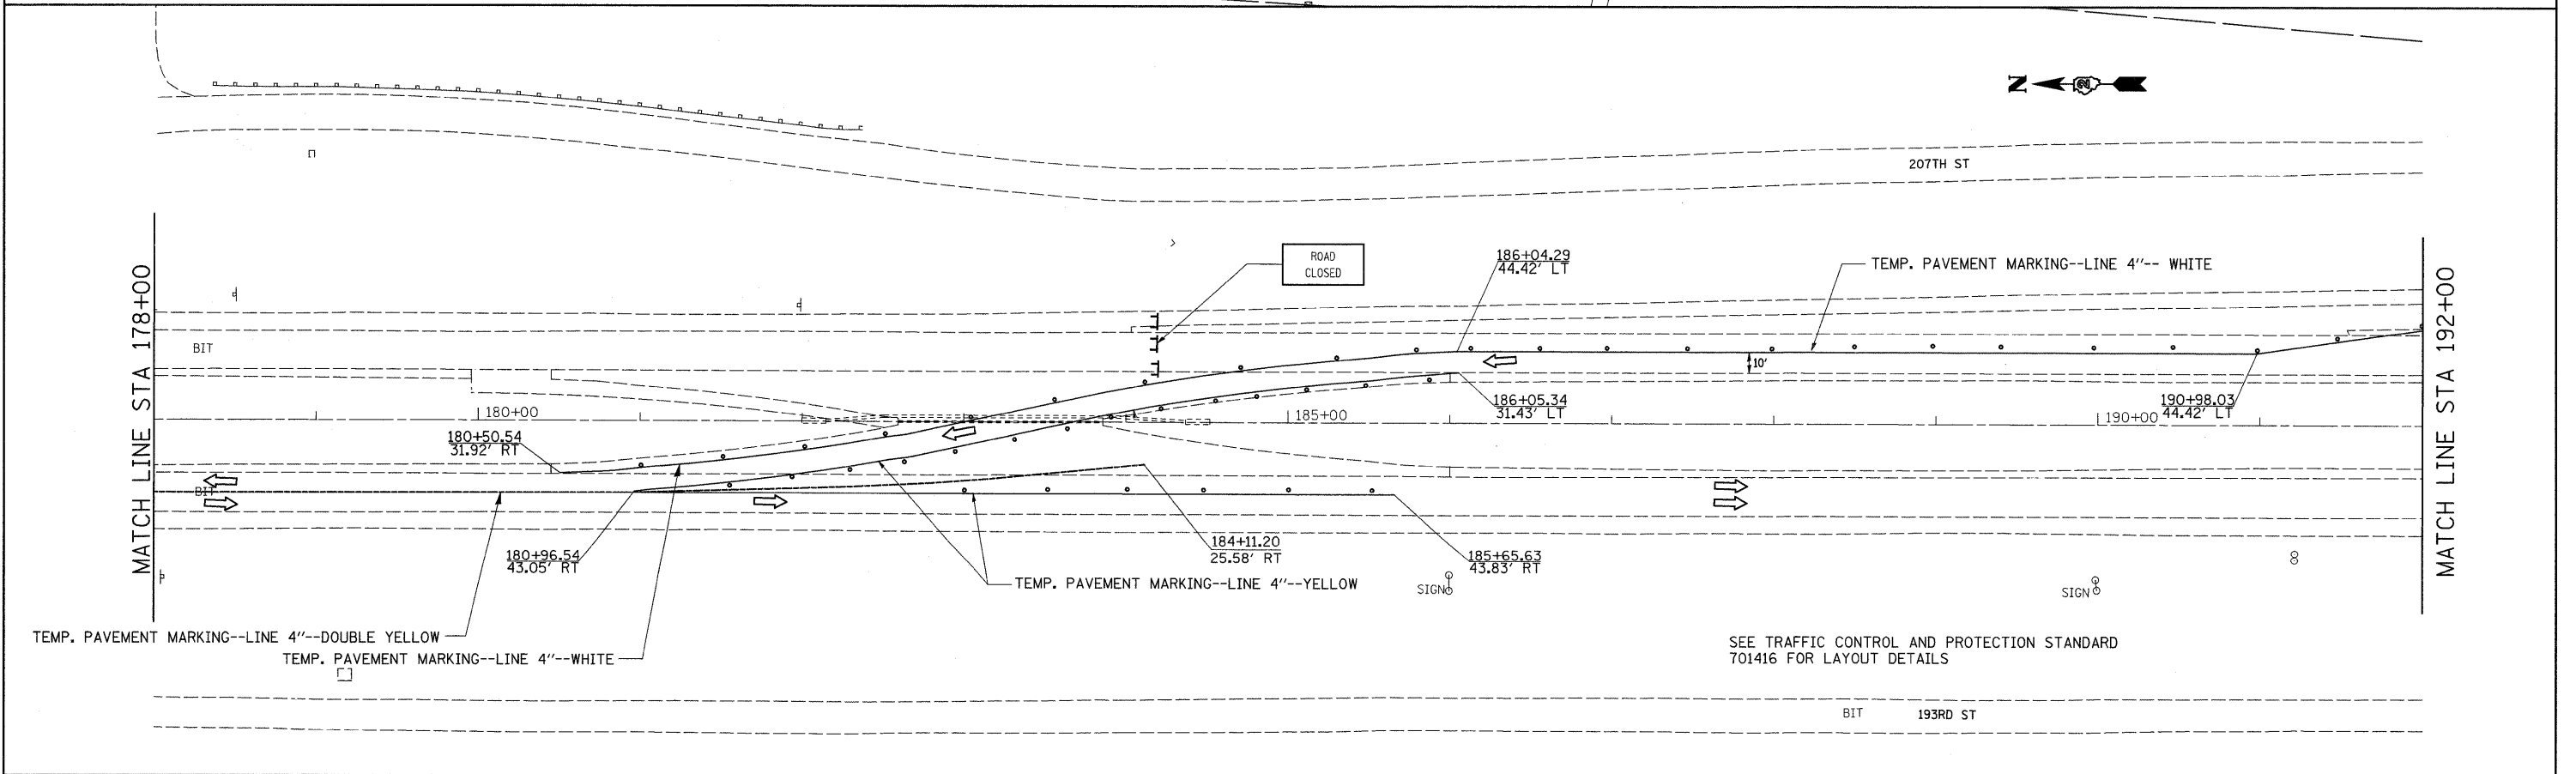 N
2
207TH ST
MATCH LINE STA 178+00
MATCH LINE STA 192+00
ROAD
CLOSED
186+04.29
44.42' LT
TEMP. PAVEMENT MARKING--LINE 4"-- WHITE
BIT
10'
180+00
185+00
190+00
186+05.34
31.43' LT
190+98.03
44.42' LT
180+50.54
31.92' RT
BIT
180+96.54
43.05' RT
184+11.20
25.58' RT
185+65.63
43.83' RT
TEMP. PAVEMENT MARKING--LINE 4"--YELLOW
SIGN
SIGN
TEMP. PAVEMENT MARKING--LINE 4"--DOUBLE YELLOW
TEMP. PAVEMENT MARKING--LINE 4"--WHITE
SEE TRAFFIC CONTROL AND PROTECTION STANDARD
701416 FOR LAYOUT DETAILS
BIT
193RD ST